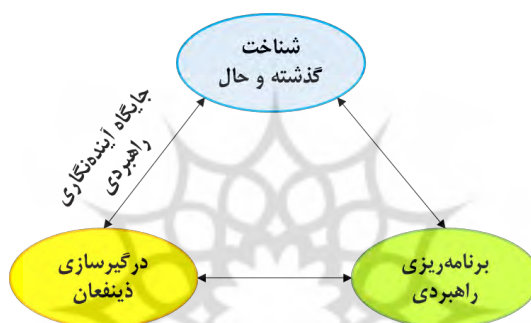 شناخت
گذشته و حال
جایگاه آینده‌نگاری
راهبردی
درگیرسازی
ذینفعان
برنامه‌ریزی
راهبردی